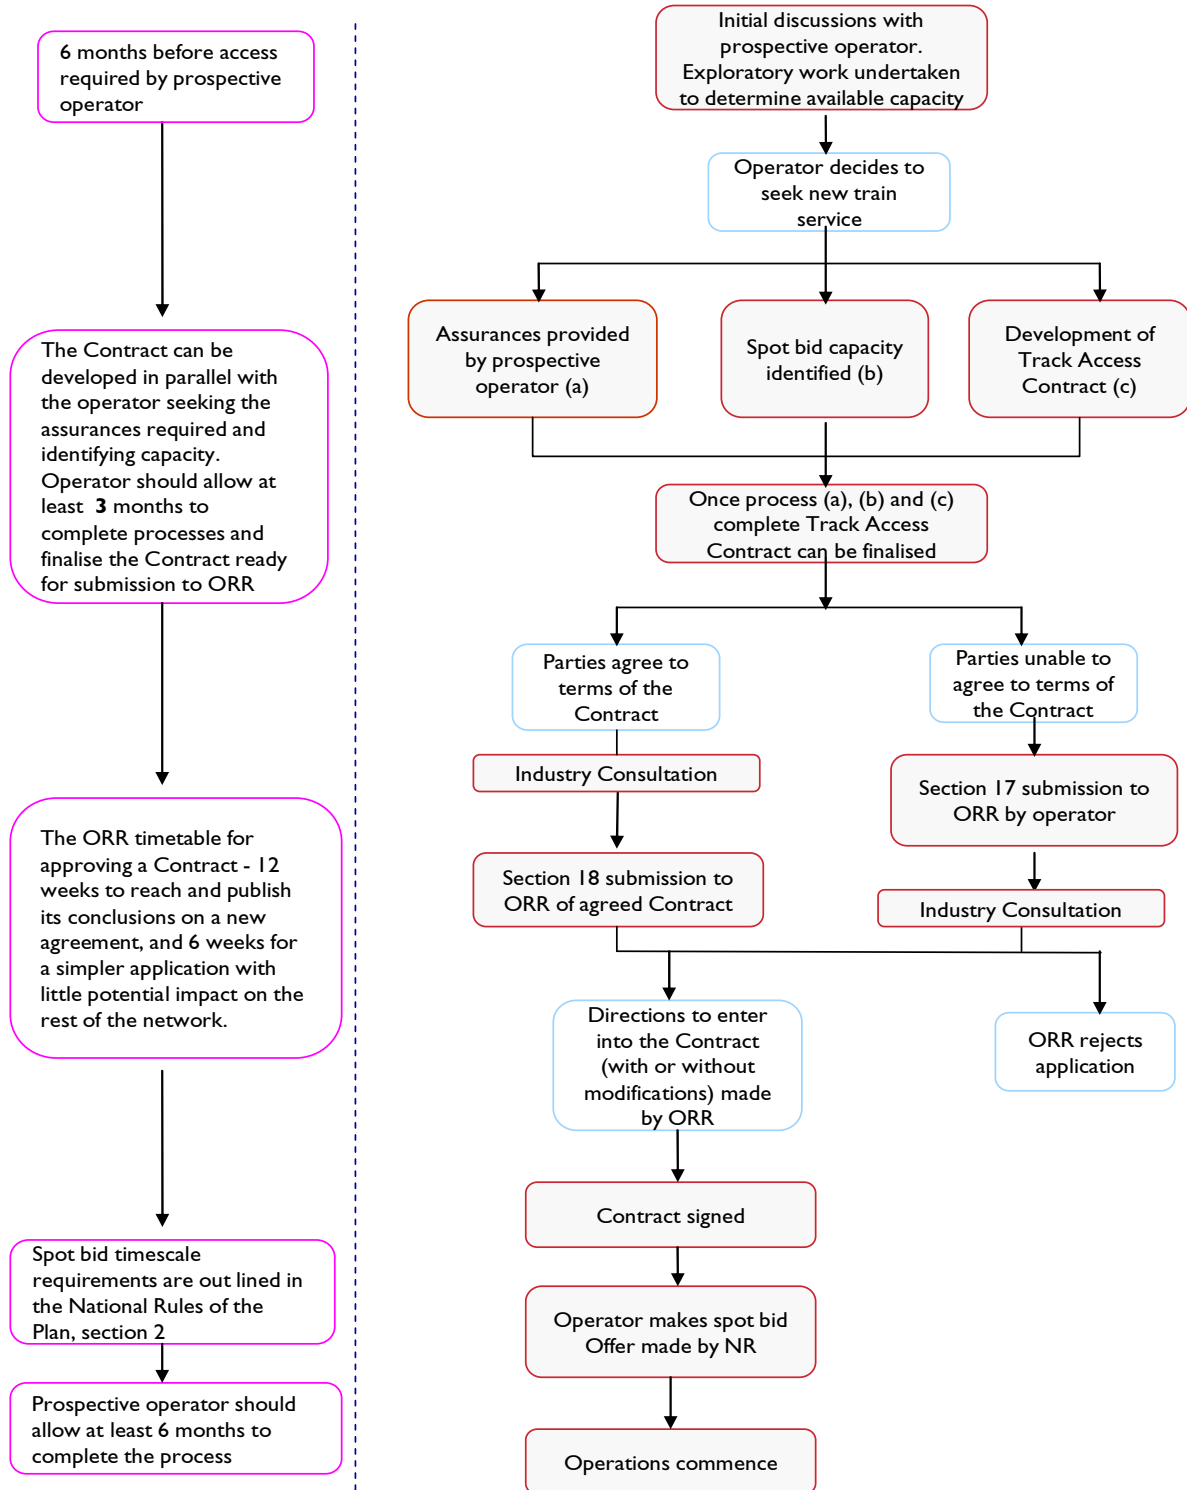 6 months before access
required by prospective
operator
The Contract can be
developed in parallel with
the operator seeking the
assurances required and
identifying capacity.
Operator should allow at
least 3 months to
complete processes and
finalise the Contract ready
for submission to ORR
The ORR timetable for
approving a Contract - 12
weeks to reach and publish
its conclusions on a new
agreement, and 6 weeks for
a simpler application with
little potential impact on the
rest of the network.
Spot bid timescale
requirements are out lined in
the National Rules of the
Plan, section 2
Prospective operator should
allow at least 6 months to
complete the process
Initial discussions with
prospective operator.
Exploratory work undertaken
to determine available capacity
Operator decides to
seek new train
service
Assurances provided
by prospective
operator (a)
Spot bid capacity
identified (b)
Development of
Track Access
Contract (c)
Once process (a), (b) and (c)
complete Track Access
Contract can be finalised
Parties agree to
terms of the
Contract
Parties unable to
agree to terms of
the Contract
Industry Consultation
Section 17 submission to
ORR by operator
Section 18 submission to
ORR of agreed Contract
Industry Consultation
Directions to enter
into the Contract
(with or without
modifications) made
by ORR
ORR rejects
application
Contract signed
Operator makes spot bid
Offer made by NR
Operations commence